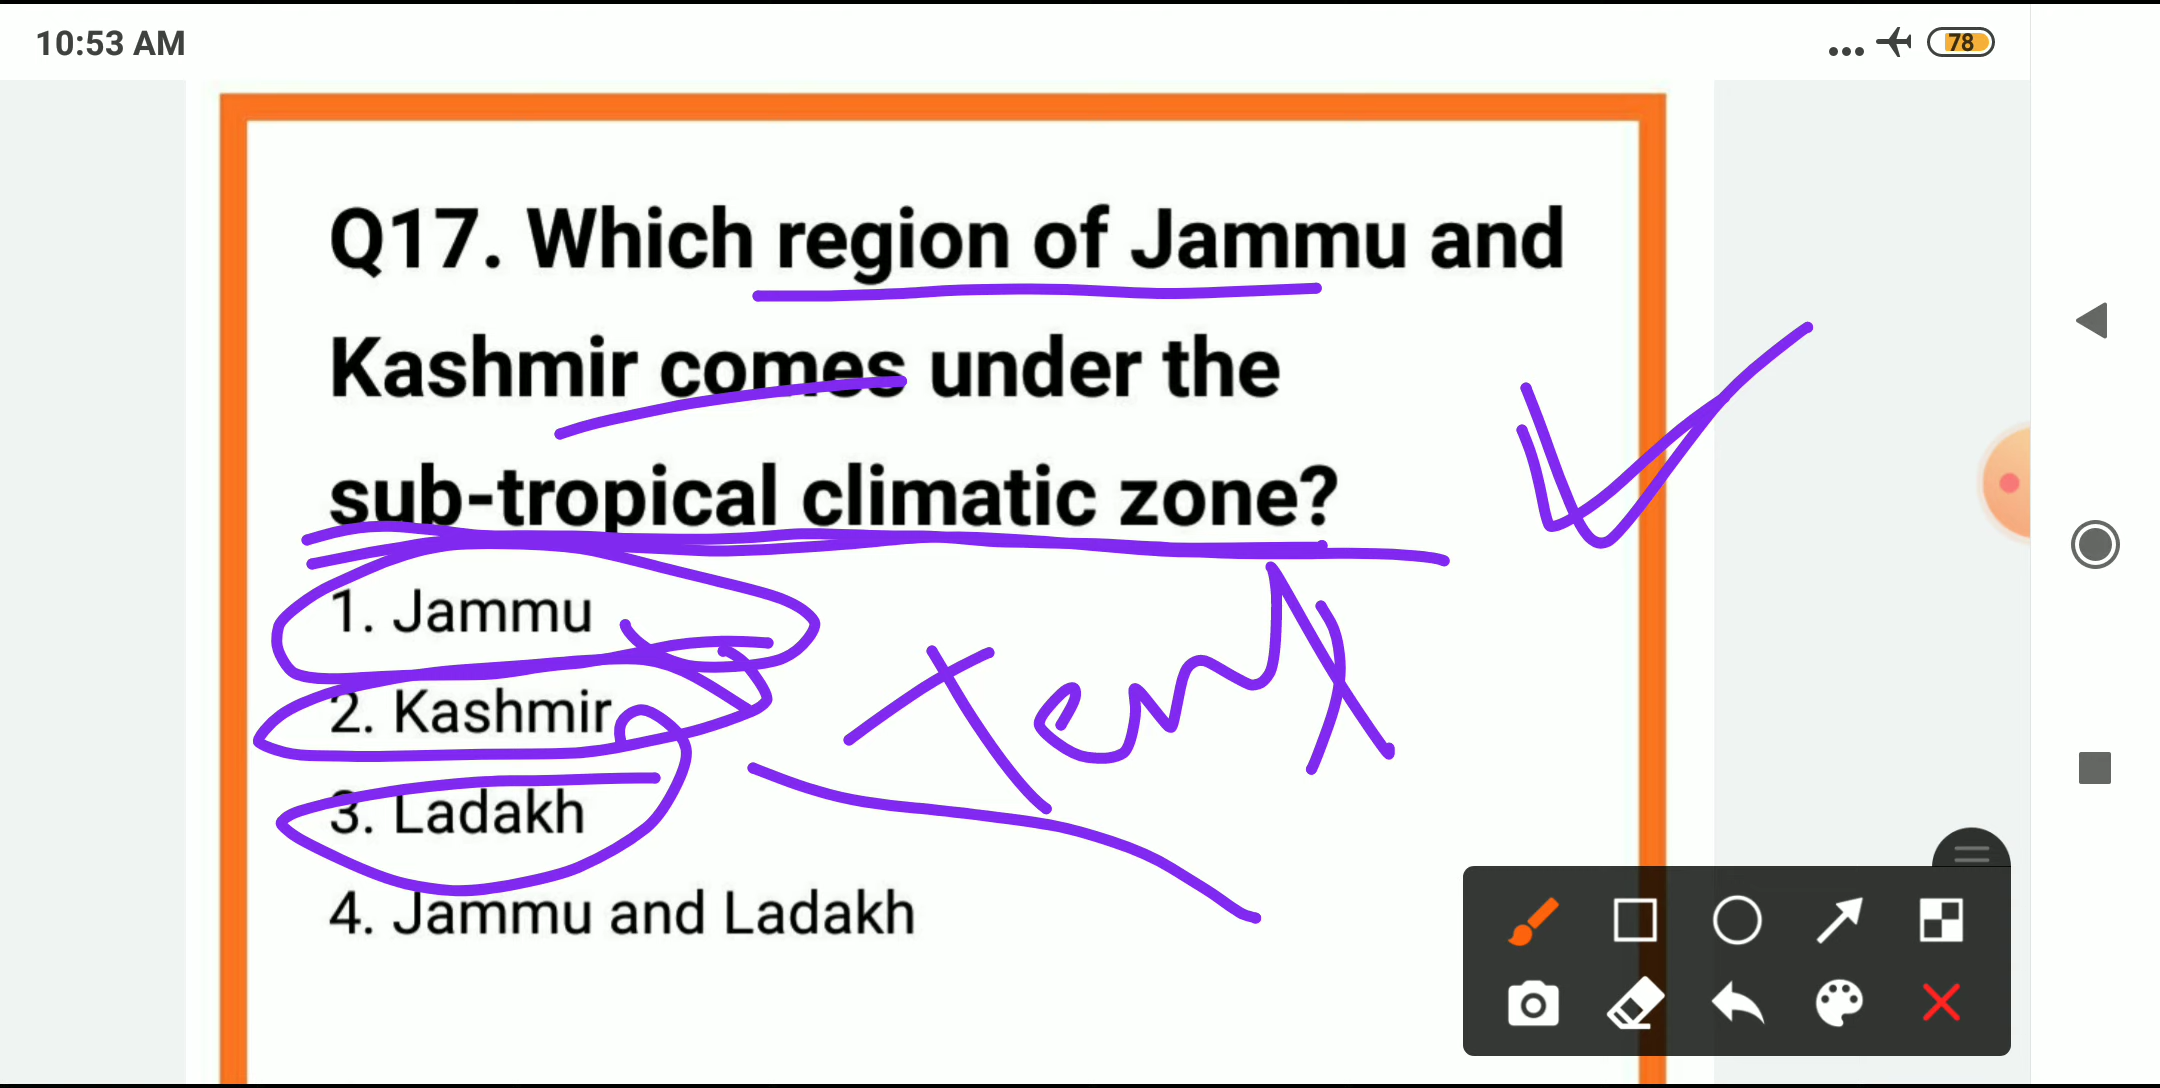 10:53 AM
78
Q17. Which region of Jammu and
Kashmir comes under the
sub-tropical climatic zone?
1. Jammu
2. Kashmir
3. Ladakh
4. Jammu and Ladakh